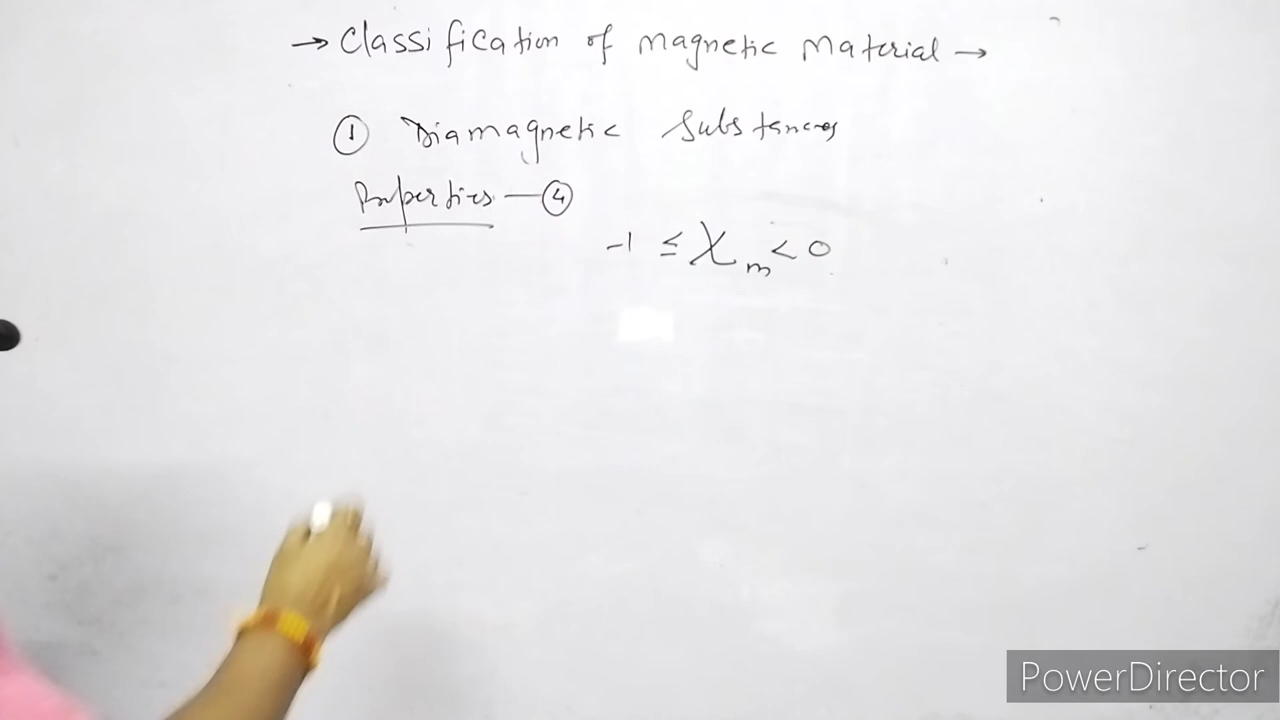 → Classification of magnetic Material →
① Diamagnetic Substances
Properties — ④
-1 ≤ χm < 0
PowerDirector